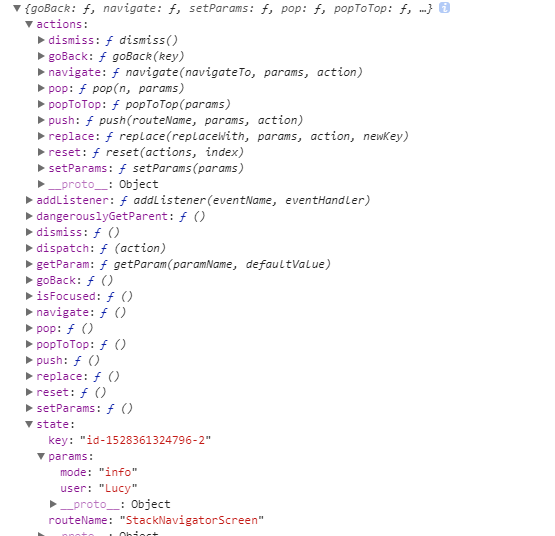 ▼{goBack: ƒ, navigate: ƒ, setParams: ƒ, pop: ƒ, popToTop: ƒ, …} i
▼actions:
▶dismiss: ƒ dismiss()
▶goBack: ƒ goBack(key)
▶navigate: ƒ navigate(navigateTo, params, action)
▶pop: ƒ pop(n, params)
▶popToTop: ƒ popToTop(params)
▶push: ƒ push(routeName, params, action)
▶replace: ƒ replace(replaceWith, params, action, newKey)
▶reset: ƒ reset(actions, index)
▶setParams: ƒ setParams(params)
▶__proto__: Object
▶addListener: ƒ addListener(eventName, eventHandler)
▶dangerouslyGetParent: ƒ ()
▶dismiss: ƒ ()
▶dispatch: ƒ (action)
▶getParam: ƒ getParam(paramName, defaultValue)
▶goBack: ƒ ()
▶isFocused: ƒ ()
▶navigate: ƒ ()
▶pop: ƒ ()
▶popToTop: ƒ ()
▶push: ƒ ()
▶replace: ƒ ()
▶reset: ƒ ()
▶setParams: ƒ ()
▼state:
key: "id-1528361324796-2"
▼params:
mode: "info"
user: "Lucy"
▶__proto__: Object
routeName: "StackNavigatorScreen"
▶__proto__: Object